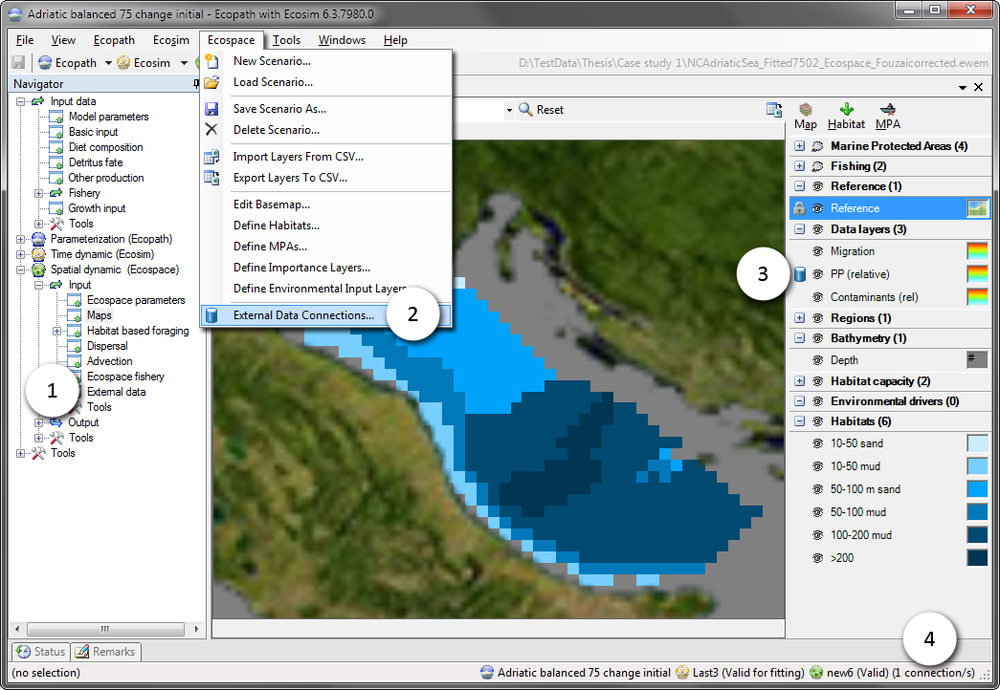 Adriatic balanced 75 change initial - Ecopath with Ecosim 6.3.7980.0
File View Ecopath Ecosim Ecospace Tools Windows Help
Ecopath Ecosim
D:\TestData\Thesis\Case study 1\NCAdriaticSea_Fitted7502_Ecospace_Fouzaicorrected.ewem
Navigator
Input data
Model parameters
Basic input
Diet composition
Detritus fate
Other production
Fishery
Growth input
Tools
Parameterization (Ecopath)
Time dynamic (Ecosim)
Spatial dynamic (Ecospace)
Input
Ecospace parameters
Maps
Habitat based foraging
Dispersal
Advection
Ecospace fishery
External data
Tools
Output
Tools
Tools
1
New Scenario...
Load Scenario...
Save Scenario As...
Delete Scenario...
Import Layers From CSV...
Export Layers To CSV...
Edit Basemap...
Define Habitats...
Define MPAs...
Define Importance Layers...
Define Environmental Input Layers
External Data Connections...
2
Reset
Map Habitat MPA
Marine Protected Areas (4)
Fishing (2)
Reference (1)
Reference
Data layers (3)
Migration
3
PP (relative)
Contaminants (rel)
Regions (1)
Bathymetry (1)
Depth #
Habitat capacity (2)
Environmental drivers (0)
Habitats (6)
10-50 sand
10-50 mud
50-100 m sand
50-100 mud
100-200 mud
>200
4
Status Remarks
(no selection) Adriatic balanced 75 change initial Last3 (Valid for fitting) new6 (Valid) (1 connection/s)